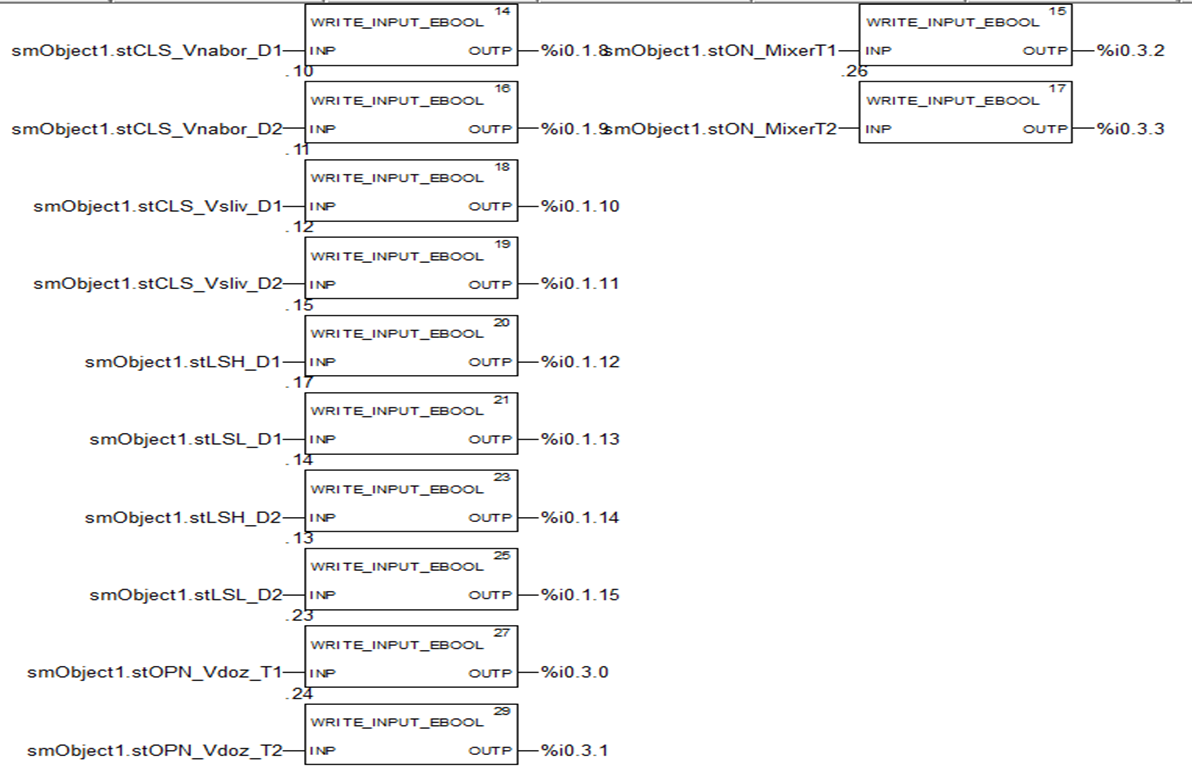 14
WRITE_INPUT_EBOOL
smObject1.stCLS_Vnabor_D1 INP OUTP %i0.1.8
.10
16
WRITE_INPUT_EBOOL
smObject1.stCLS_Vnabor_D2 INP OUTP %i0.1.9
.11
18
WRITE_INPUT_EBOOL
smObject1.stCLS_Vsliv_D1 INP OUTP %i0.1.10
.12
19
WRITE_INPUT_EBOOL
smObject1.stCLS_Vsliv_D2 INP OUTP %i0.1.11
.15
20
WRITE_INPUT_EBOOL
smObject1.stLSH_D1 INP OUTP %i0.1.12
.17
21
WRITE_INPUT_EBOOL
smObject1.stLSL_D1 INP OUTP %i0.1.13
.14
23
WRITE_INPUT_EBOOL
smObject1.stLSH_D2 INP OUTP %i0.1.14
.13
25
WRITE_INPUT_EBOOL
smObject1.stLSL_D2 INP OUTP %i0.1.15
.23
27
WRITE_INPUT_EBOOL
smObject1.stOPN_Vdoz_T1 INP OUTP %i0.3.0
.24
29
WRITE_INPUT_EBOOL
smObject1.stOPN_Vdoz_T2 INP OUTP %i0.3.1
15
WRITE_INPUT_EBOOL
smObject1.stON_MixerT1 INP OUTP %i0.3.2
.26
17
WRITE_INPUT_EBOOL
smObject1.stON_MixerT2 INP OUTP %i0.3.3